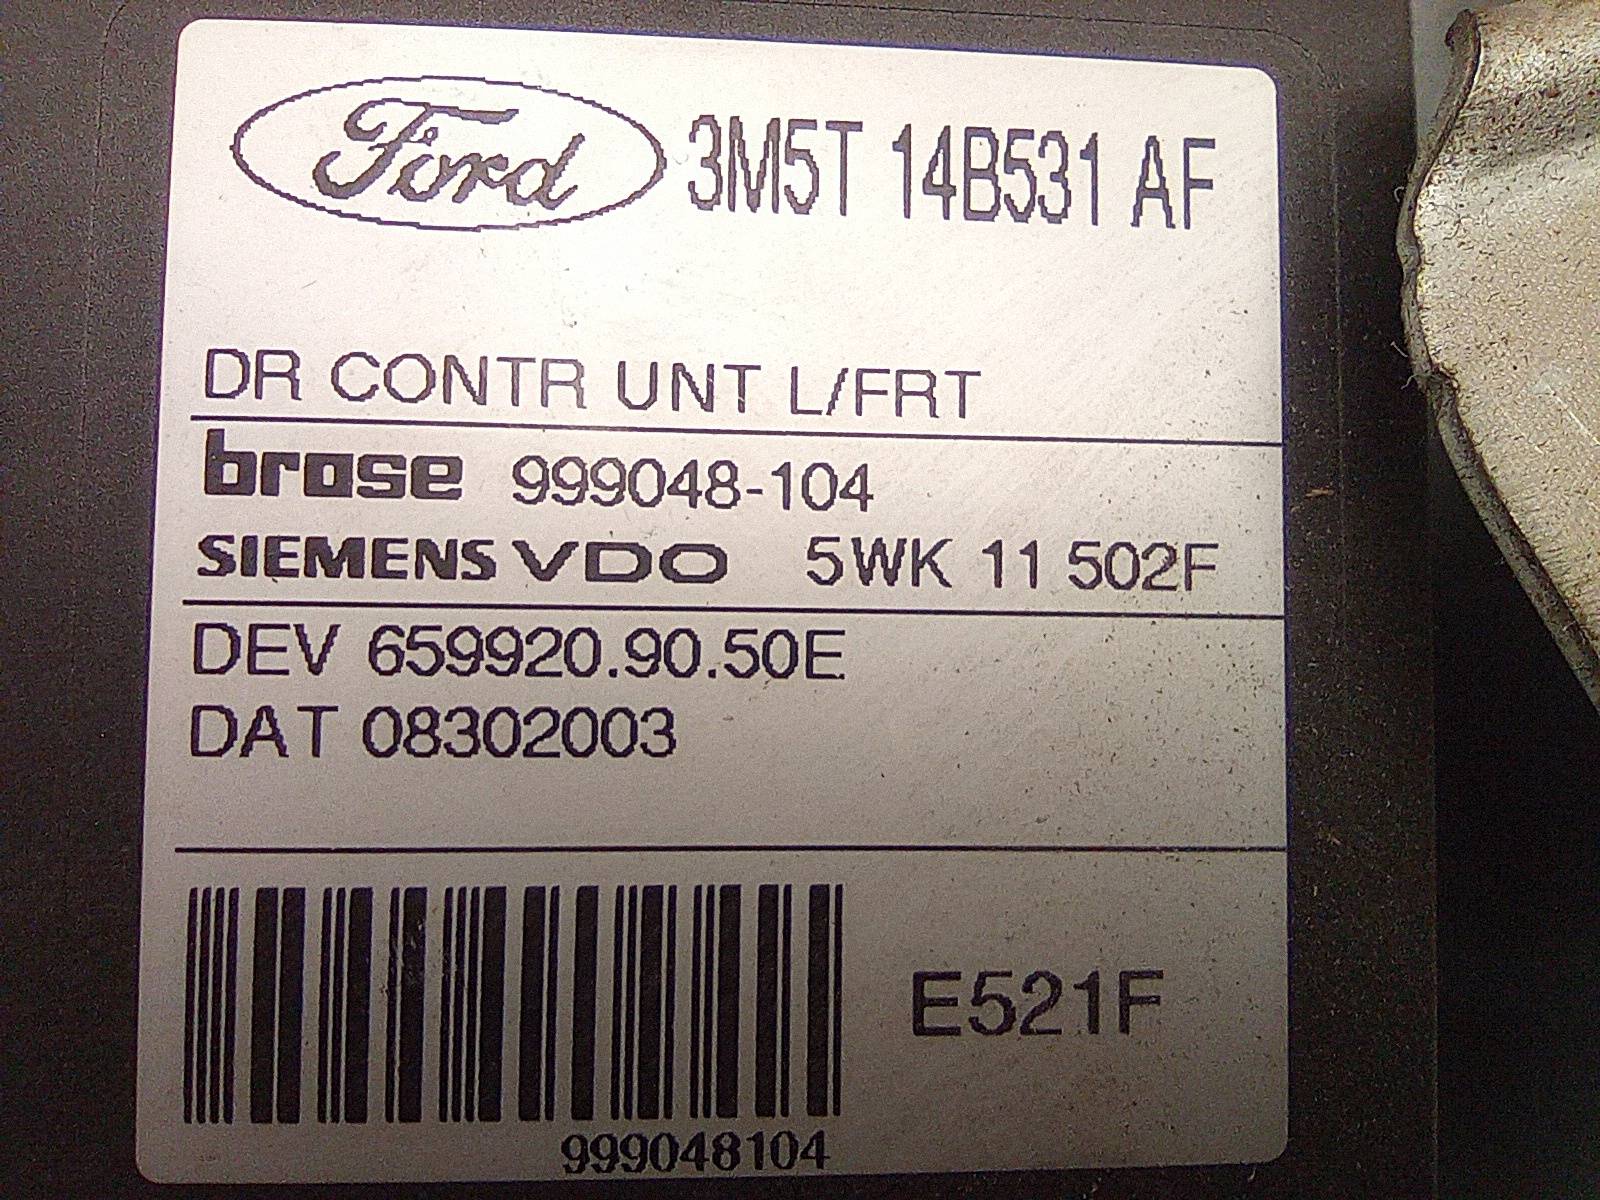 Ford 3M5T 14B531 AF
DR CONTR UNT L/FRT
brose 999048-104
SIEMENS VDO 5WK 11 502F
DEV 659920.90.50E
DAT 08302003
E521F
999048104